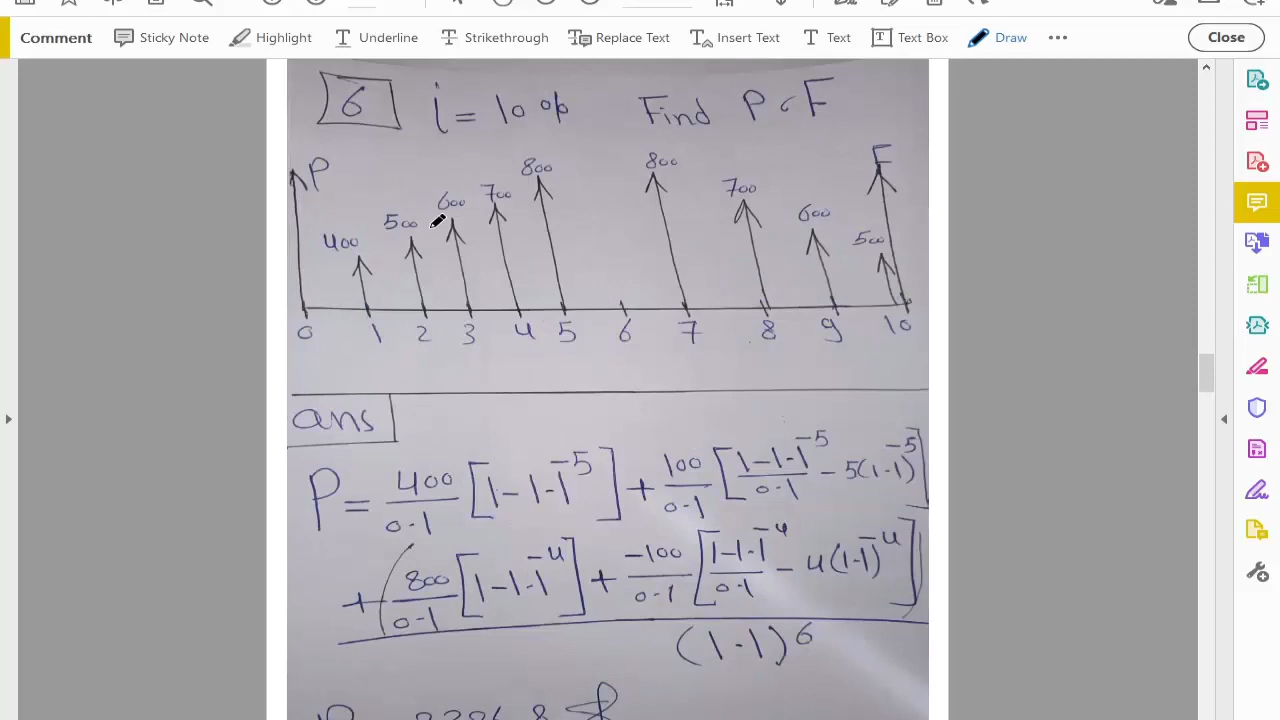 Comment Sticky Note Highlight Underline Strikethrough Replace Text Insert Text Text Text Box Draw Close
6 i = 10 % Find P & F
P 400 500 600 700 800 800 700 600 500 F
0 1 2 3 4 5 6 7 8 9 10
ans
P = 400/0.1 [1 - 1.1^-5] + 100/0.1 [1-1.1^-5/0.1 - 5(1.1)^-5]
+ (800/0.1 [1 - 1.1^-4] + -100/0.1 [1-1.1^-4/0.1 - 4(1.1)^-4])
(1.1)^6